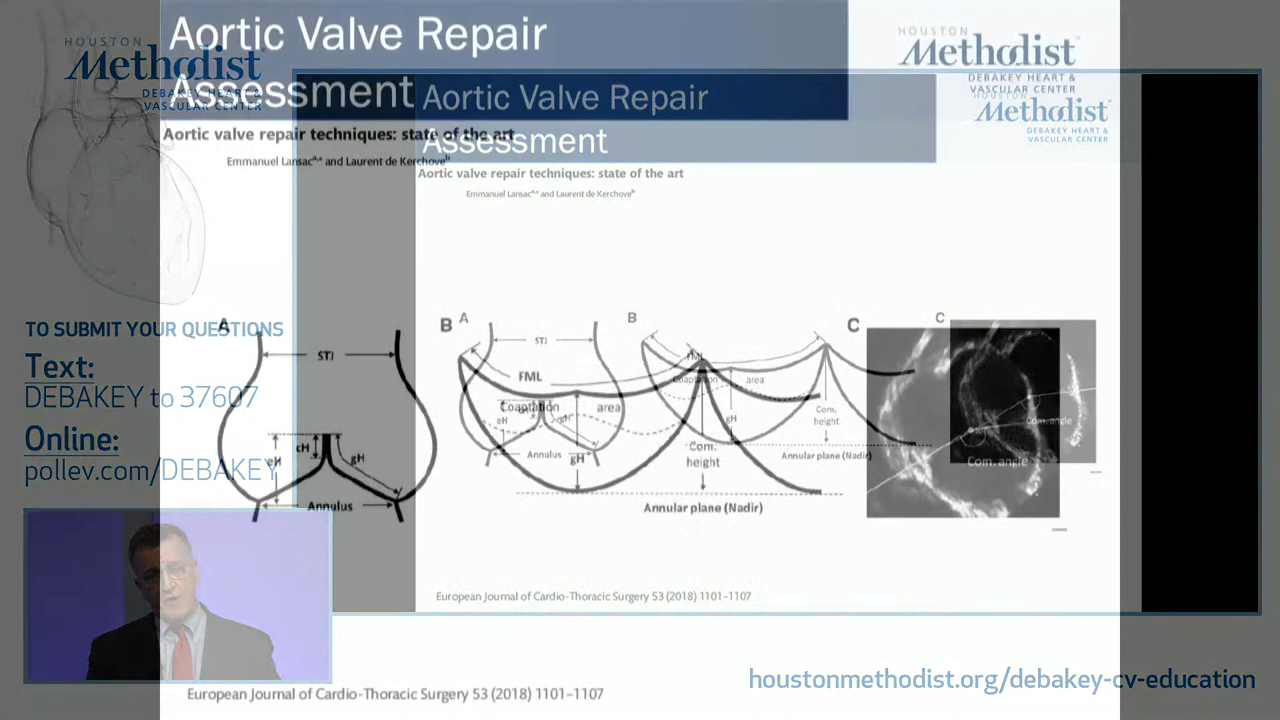 Aortic Valve Repair
Assessment
Aortic valve repair techniques: state of the art
Emmanuel Lansac a,* and Laurent de Kerchove b
HOUSTON
Methodist
DEBAKEY HEART &
VASCULAR CENTER
HOUSTON
Methodist
DEBAKEY HEART &
VASCULAR CENTER
Aortic Valve Repair
Assessment
Aortic valve repair techniques: state of the art
Emmanuel Lansac a,* and Laurent de Kerchove b
HOUSTON
Methodist
DEBAKEY HEART &
VASCULAR CENTER
TO SUBMIT YOUR QUESTIONS
Text:
DEBAKEY to 37607
Online:
pollev.com/DEBAKEY
A
STJ
cH
eH
gH
Annulus
B
FML
Coaptation area
gH
Com.
height
Annular plane (Nadir)
C
Com. angle
A
STJ
eH
gH
Annulus
B
FML
Coaptation area
gH
Com.
height
Annular plane (Nadir)
C
Com. angle
European Journal of Cardio-Thoracic Surgery 53 (2018) 1101–1107
European Journal of Cardio-Thoracic Surgery 53 (2018) 1101–1107
houstonmethodist.org/debakey-cv-education